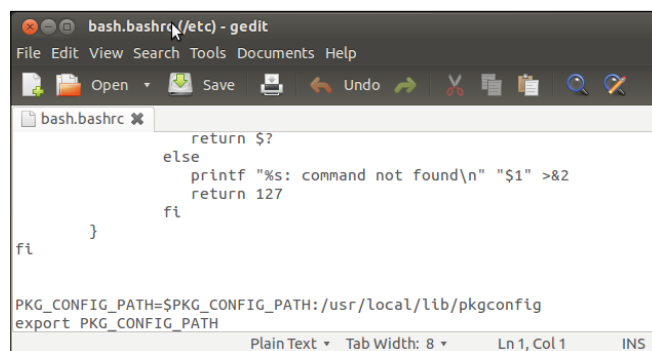 bash.bashrc (/etc) - gedit
File Edit View Search Tools Documents Help
Open Save Undo
bash.bashrc
return $?
else
printf "%s: command not found\n" "$1" >&2
return 127
fi
}
fi
PKG_CONFIG_PATH=$PKG_CONFIG_PATH:/usr/local/lib/pkgconfig
export PKG_CONFIG_PATH
Plain Text Tab Width: 8 Ln 1, Col 1 INS